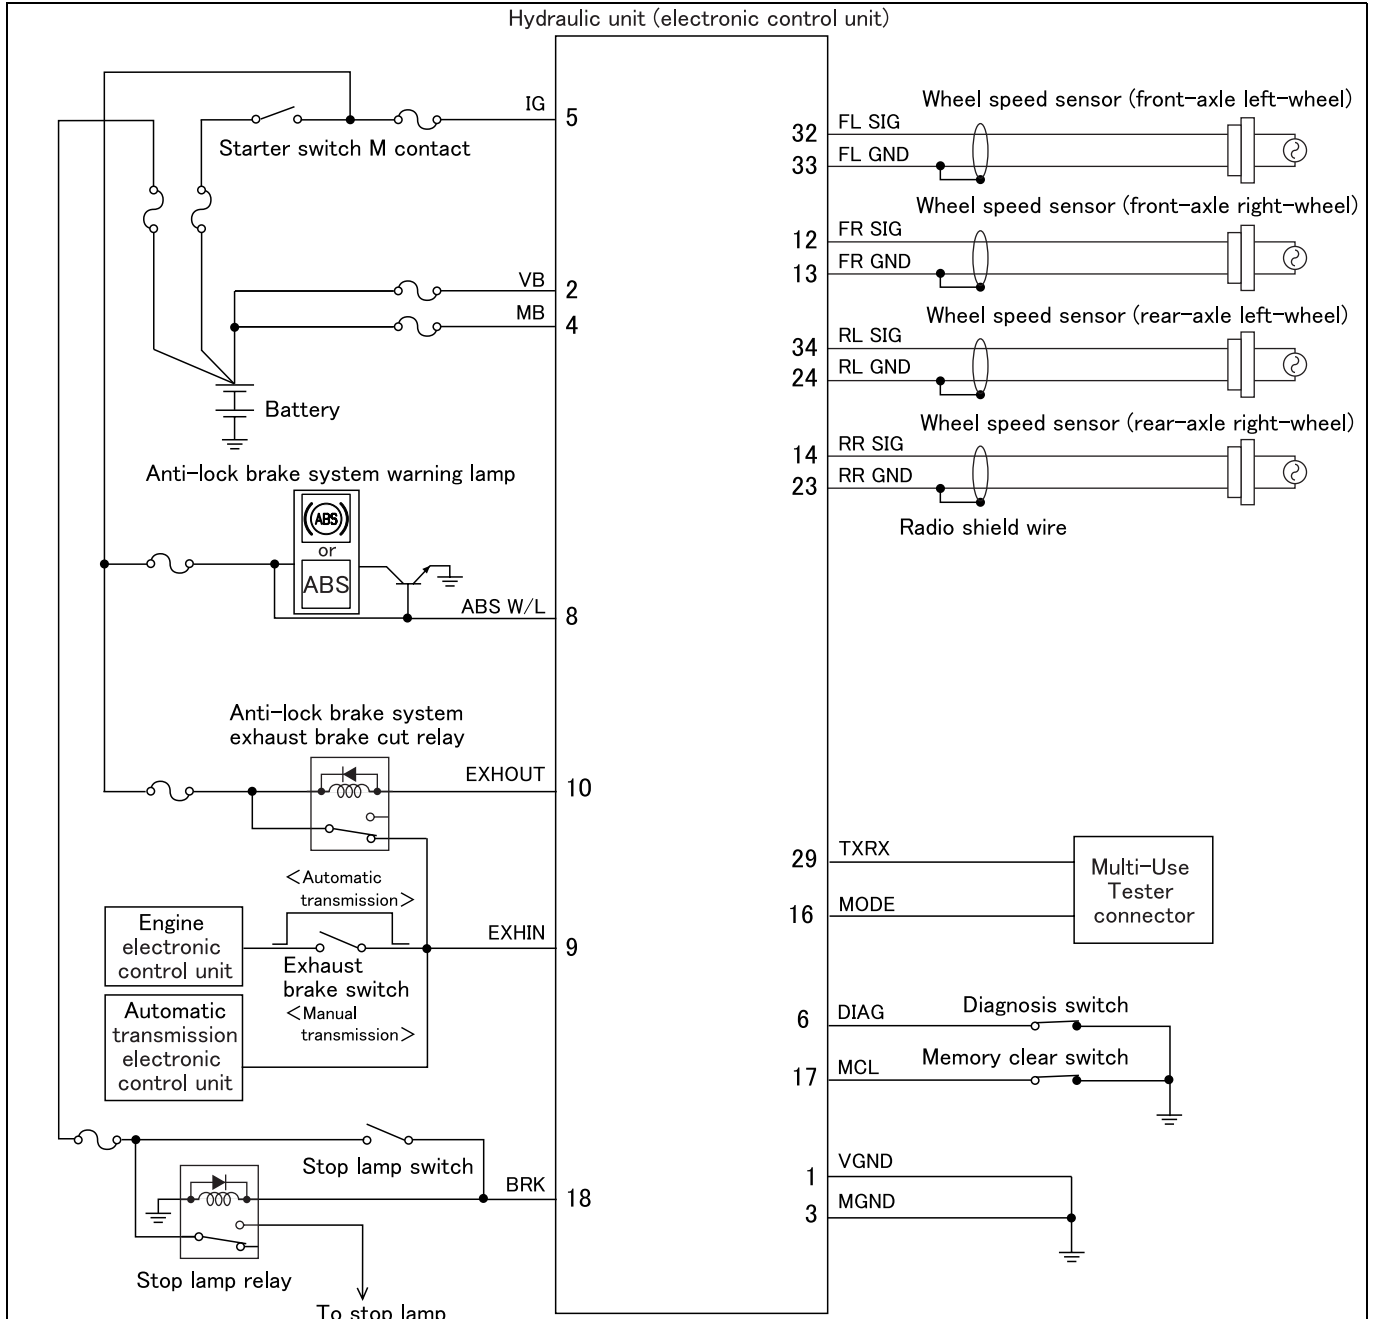 Hydraulic unit (electronic control unit)
IG
5
Starter switch M contact
VB
2
MB
4
Battery
Anti-lock brake system warning lamp
ABS
or
ABS
ABS W/L
8
Anti-lock brake system
exhaust brake cut relay
EXHOUT
10
<Automatic
transmission>
Engine
electronic
control unit
EXHIN
9
Exhaust
brake switch
<Manual
transmission>
Automatic
transmission
electronic
control unit
Stop lamp switch
BRK
18
Stop lamp relay
To stop lamp
Wheel speed sensor (front-axle left-wheel)
32
FL SIG
33
FL GND
Wheel speed sensor (front-axle right-wheel)
12
FR SIG
13
FR GND
Wheel speed sensor (rear-axle left-wheel)
34
RL SIG
24
RL GND
Wheel speed sensor (rear-axle right-wheel)
14
RR SIG
23
RR GND
Radio shield wire
29
TXRX
16
MODE
Multi-Use
Tester
connector
6
DIAG
Diagnosis switch
17
MCL
Memory clear switch
1
VGND
3
MGND